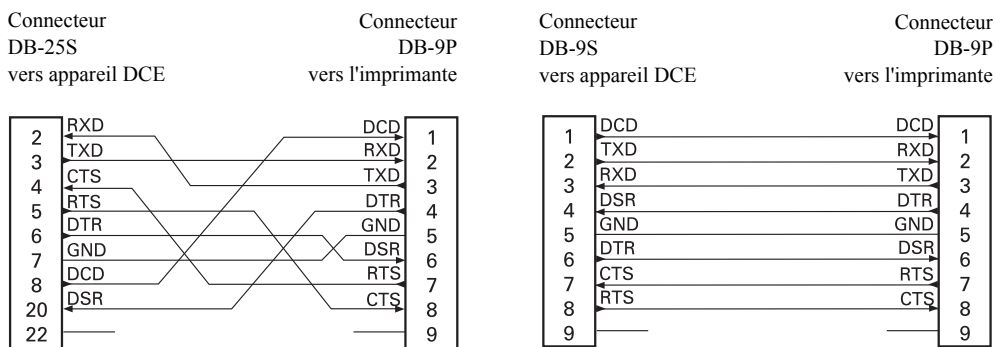 Connecteur
DB-25S
vers appareil DCE
Connecteur
DB-9P
vers l'imprimante
2 RXD DCD 1
3 TXD RXD 2
4 CTS TXD 3
5 RTS DTR 4
6 DTR GND 5
7 GND DSR 6
8 DCD RTS 7
20 DSR CTS 8
22 9
Connecteur
DB-9S
vers appareil DCE
Connecteur
DB-9P
vers l'imprimante
1 DCD DCD 1
2 TXD RXD 2
3 RXD TXD 3
4 DSR DTR 4
5 GND GND 5
6 DTR DSR 6
7 CTS RTS 7
8 RTS CTS 8
9 9